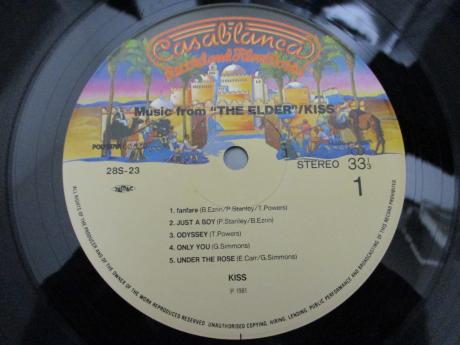 Casablanca
Record and FilmWorks
Music from "THE ELDER"/KISS
28S-23
STEREO 33 1/3
1
1. fanfare (B.Ezrin/P.Stanley/T.Powers)
2. JUST A BOY (P.Stanley/B.Ezrin)
3. ODYSSEY (T.Powers)
4. ONLY YOU (G.Simmons)
5. UNDER THE ROSE (E.Carr/G.Simmons)
KISS
℗ 1981
ALL RIGHTS OF THE PRODUCER AND OF THE OWNER OF THE WORK REPRODUCED RESERVED. UNAUTHORISED COPYING, HIRING, LENDING, PUBLIC PERFORMANCE AND BROADCASTING OF THIS RECORD PROHIBITED.